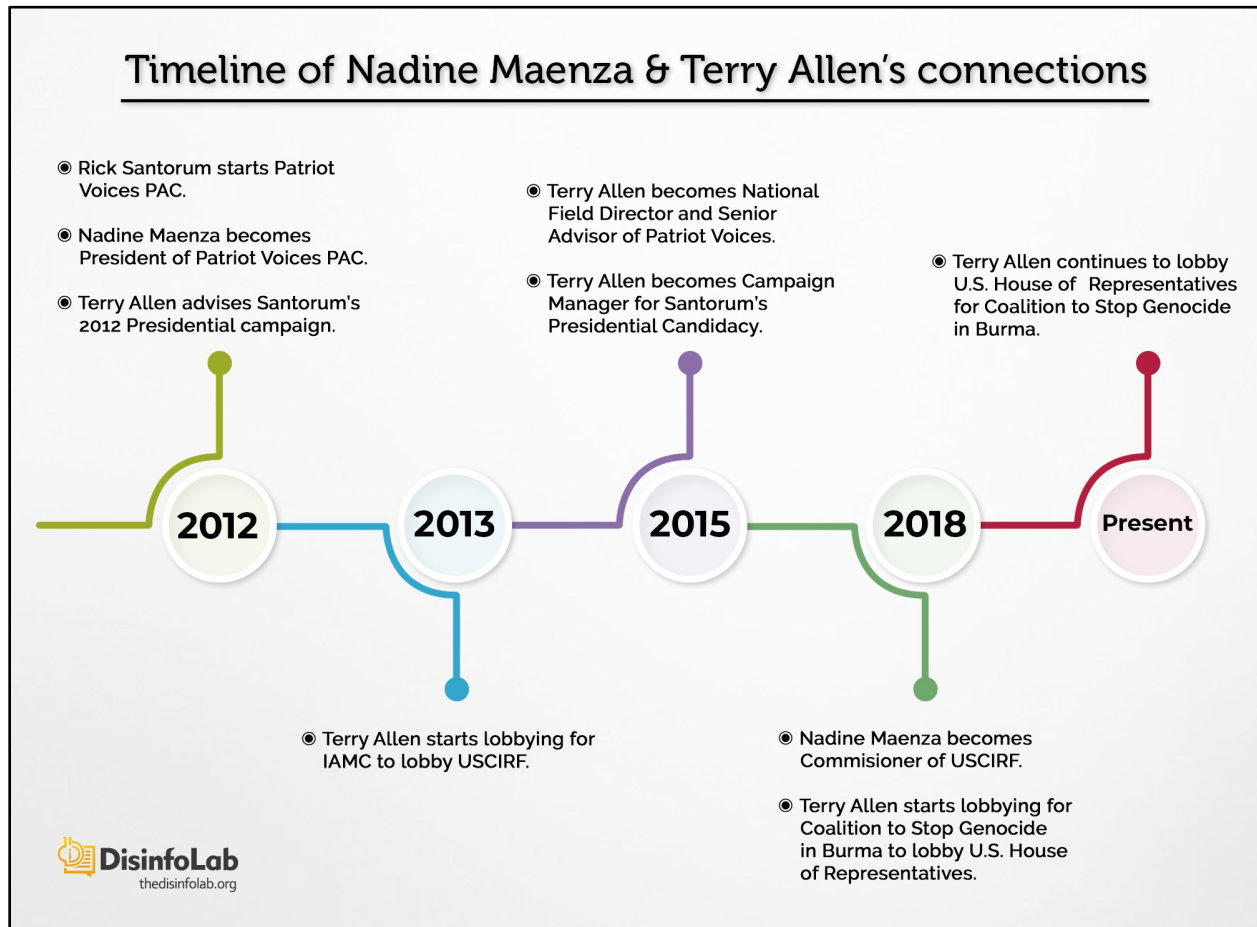 Timeline of Nadine Maenza & Terry Allen's connections
◉ Rick Santorum starts Patriot
Voices PAC.
◉ Nadine Maenza becomes
President of Patriot Voices PAC.
◉ Terry Allen advises Santorum's
2012 Presidential campaign.
◉ Terry Allen becomes National
Field Director and Senior
Advisor of Patriot Voices.
◉ Terry Allen becomes Campaign
Manager for Santorum's
Presidential Candidacy.
◉ Terry Allen continues to lobby
U.S. House of Representatives
for Coalition to Stop Genocide
in Burma.
2012
2013
2015
2018
Present
◉ Terry Allen starts lobbying for
IAMC to lobby USCIRF.
◉ Nadine Maenza becomes
Commisioner of USCIRF.
◉ Terry Allen starts lobbying for
Coalition to Stop Genocide
in Burma to lobby U.S. House
of Representatives.
DisinfoLab
thedisinfolab.org